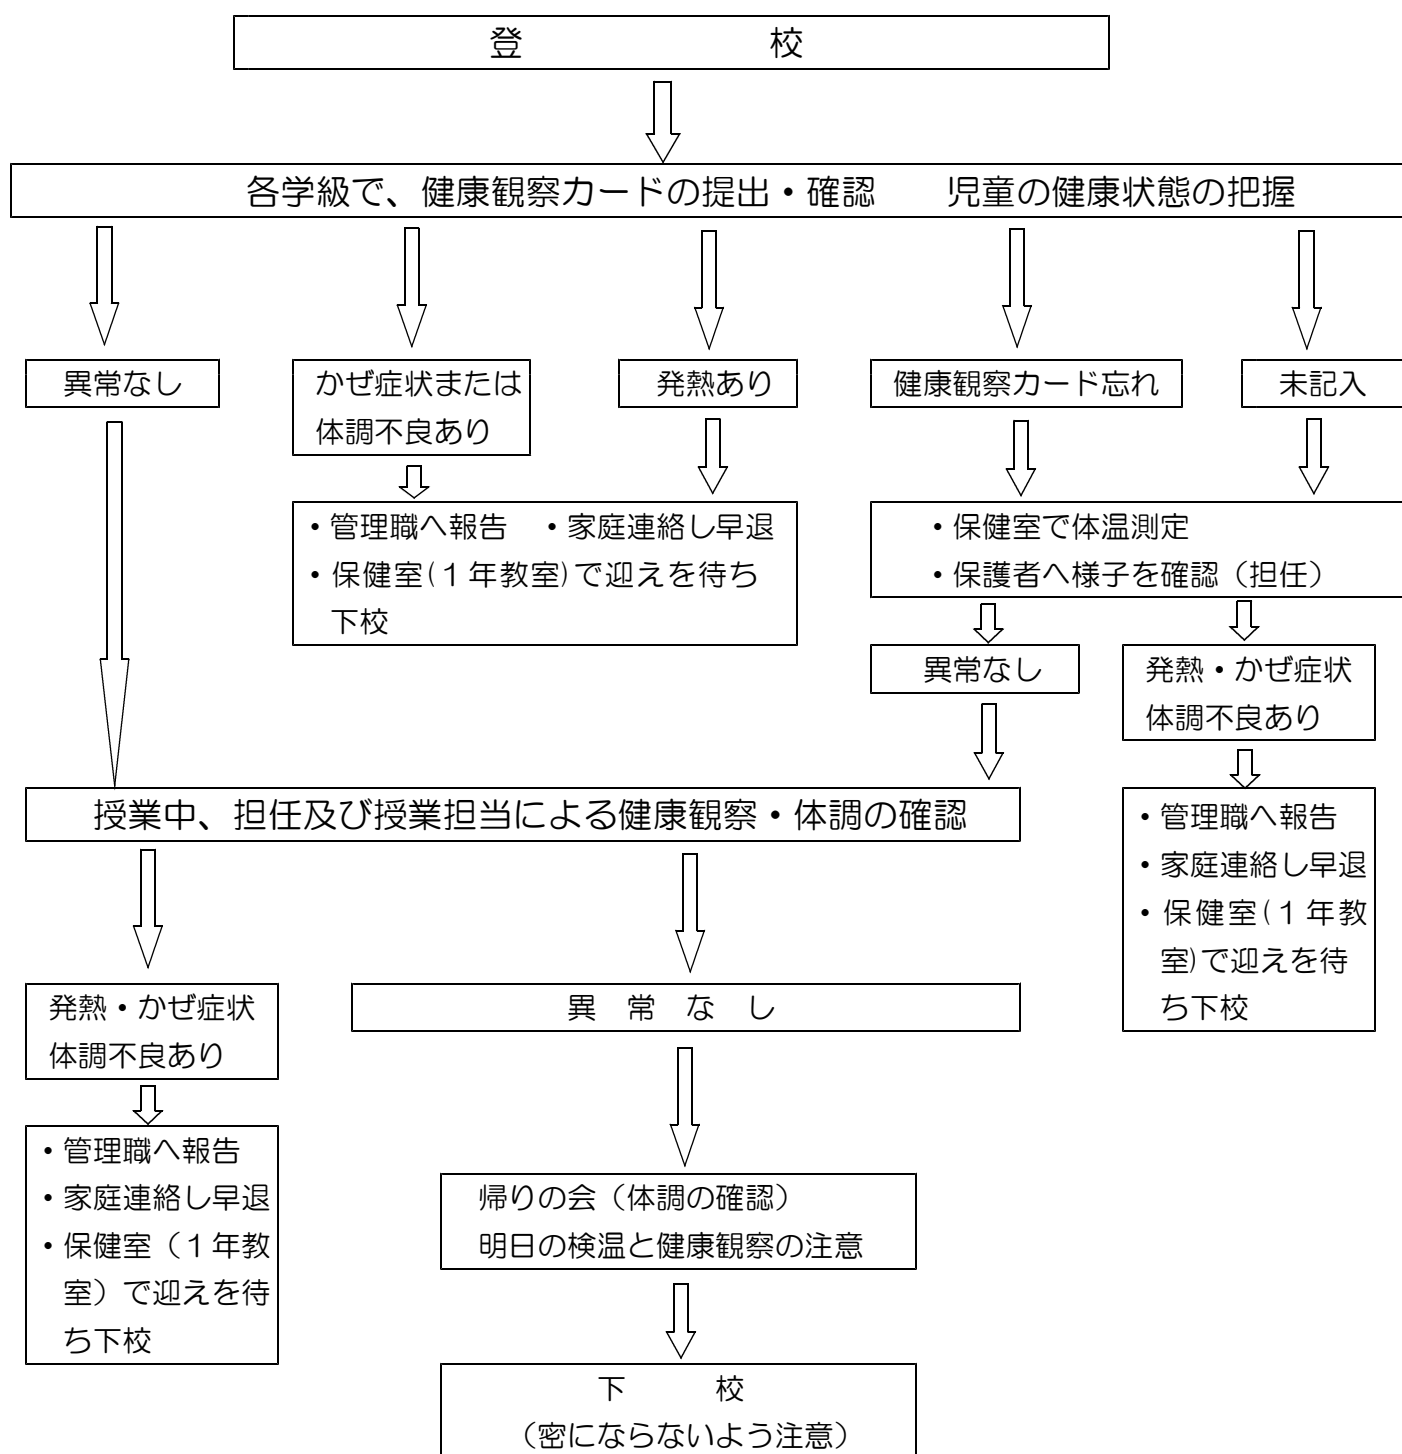 登　　　校
各学級で、健康観察カードの提出・確認　　児童の健康状態の把握
異常なし
かぜ症状または
体調不良あり
発熱あり
健康観察カード忘れ
未記入
・管理職へ報告　・家庭連絡し早退
・保健室(１年教室)で迎えを待ち
下校
・保健室で体温測定
・保護者へ様子を確認（担任）
異常なし
発熱・かぜ症状
体調不良あり
授業中、担任及び授業担当による健康観察・体調の確認
・管理職へ報告
・家庭連絡し早退
・保健室(１年教
室)で迎えを待
ち下校
発熱・かぜ症状
体調不良あり
異　常　な　し
・管理職へ報告
・家庭連絡し早退
・保健室（１年教
室）で迎えを待
ち下校
帰りの会（体調の確認）
明日の検温と健康観察の注意
下　　　校
（密にならないよう注意）